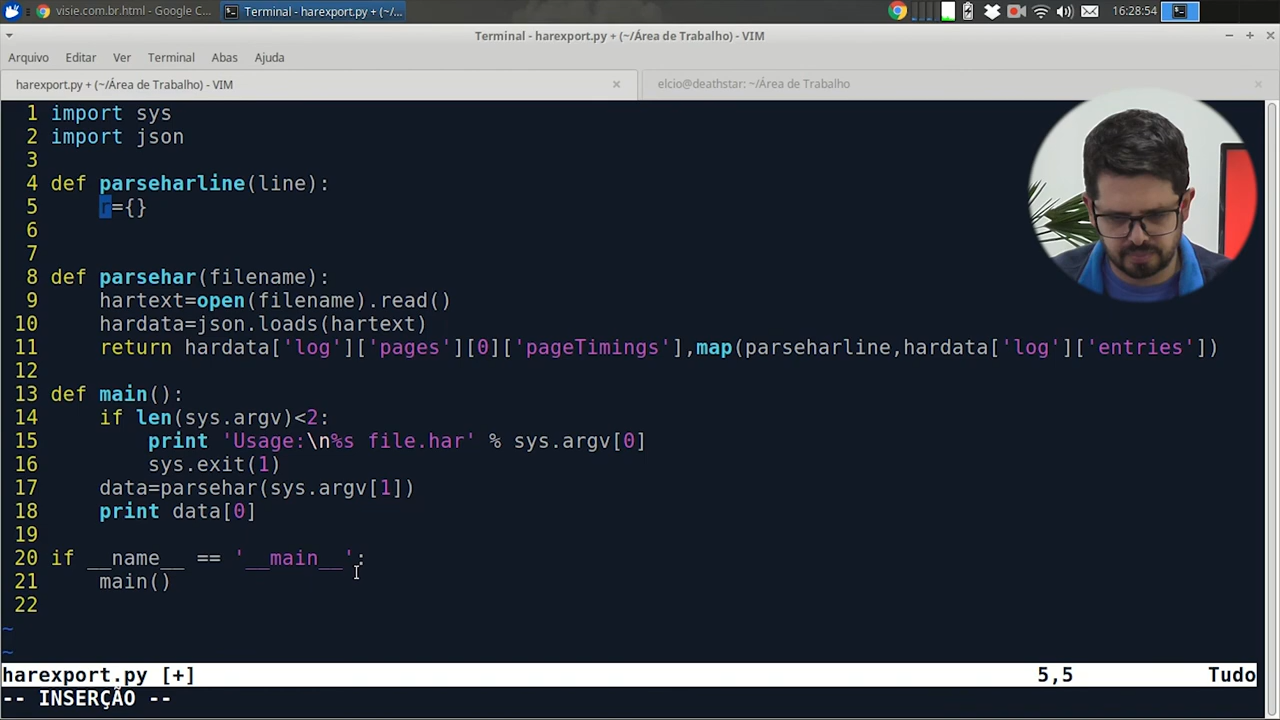 visie.com.br.html - Google C...
Terminal - harexport.py + (~/...
16:28:54
Terminal - harexport.py + (~/Área de Trabalho) - VIM
Arquivo Editar Ver Terminal Abas Ajuda
harexport.py + (~/Área de Trabalho) - VIM
elcio@deathstar: ~/Área de Trabalho
1 import sys
2 import json
3
4 def parseharline(line):
5     r={}
6
7
8 def parsehar(filename):
9     hartext=open(filename).read()
10     hardata=json.loads(hartext)
11     return hardata['log']['pages'][0]['pageTimings'],map(parseharline,hardata['log']['entries'])
12
13 def main():
14     if len(sys.argv)<2:
15         print 'Usage:\n%s file.har' % sys.argv[0]
16         sys.exit(1)
17     data=parsehar(sys.argv[1])
18     print data[0]
19
20 if __name__ == '__main__':
21     main()
22
~
~
harexport.py [+] 5,5 Tudo
-- INSERÇÃO --